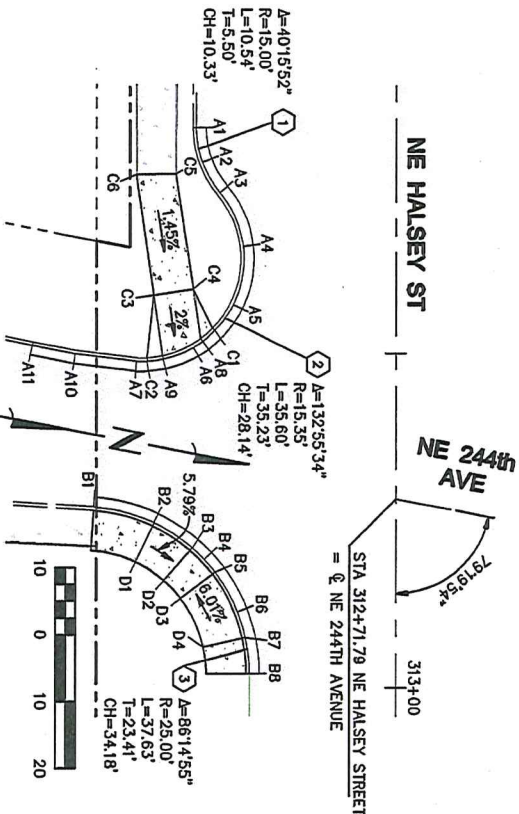 NE HALSEY ST
NE 244th
AVE
79°19'54"
313+00
STA 312+71.79 NE HALSEY STREET
= ℄ NE 244TH AVENUE
Δ=40°15'52"
R=15.00'
L=10.54'
T=5.50'
CH=10.33'
1
A1
A2
A3
A4
A5
C6
C5
1.45%
C4
C3
2%
C1
A8
A6
C2
A9
A7
A10
A11
2
Δ=132°55'34"
R=15.35'
L=35.60'
T=35.23'
CH=28.14'
N
B1
B2
5.79%
B3
B4
B5
B6
B7
B8
D1
D2
D3
D4
6.01%
3
Δ=86°14'55"
R=25.00'
L=37.63'
T=23.41'
CH=34.18'
10
0
10
20